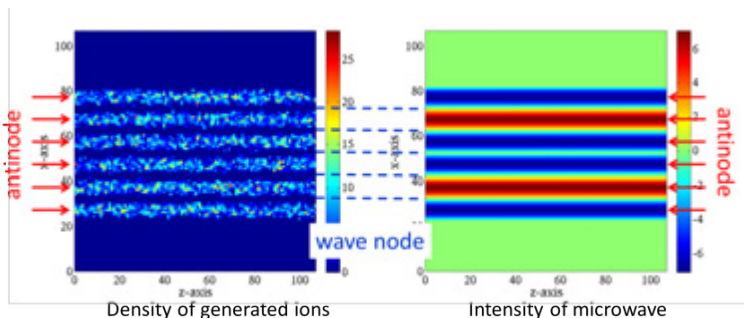 100
80
60
40
20
0
0 20 40 60 80 100
x-axis
z-axis
25
20
15
10
0
antinode
wave node
100
80
60
40
20
0
0 20 40 60 80 100
x-axis
z-axis
6
4
2
0
-2
-4
-6
antinode
Density of generated ions
Intensity of microwave